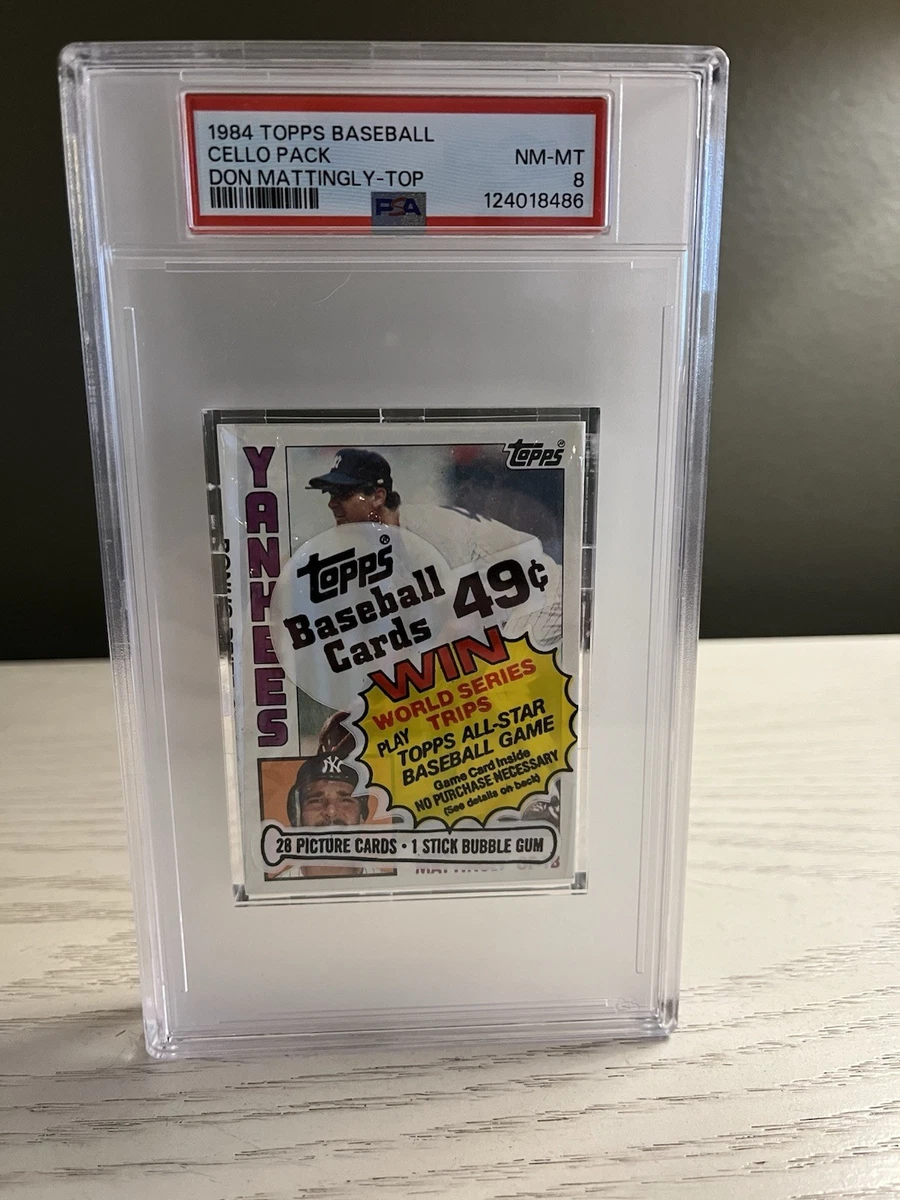 1984 TOPPS BASEBALL
CELLO PACK NM-MT
DON MATTINGLY-TOP 8
PSA 124018486
YANKEES
Topps®
NY
Topps®
Baseball
Cards
49¢
WIN
WORLD SERIES
TRIPS
PLAY
TOPPS ALL-STAR
BASEBALL GAME
Game Card Inside
NO PURCHASE NECESSARY
(See details on back)
NY
28 PICTURE CARDS • 1 STICK BUBBLE GUM